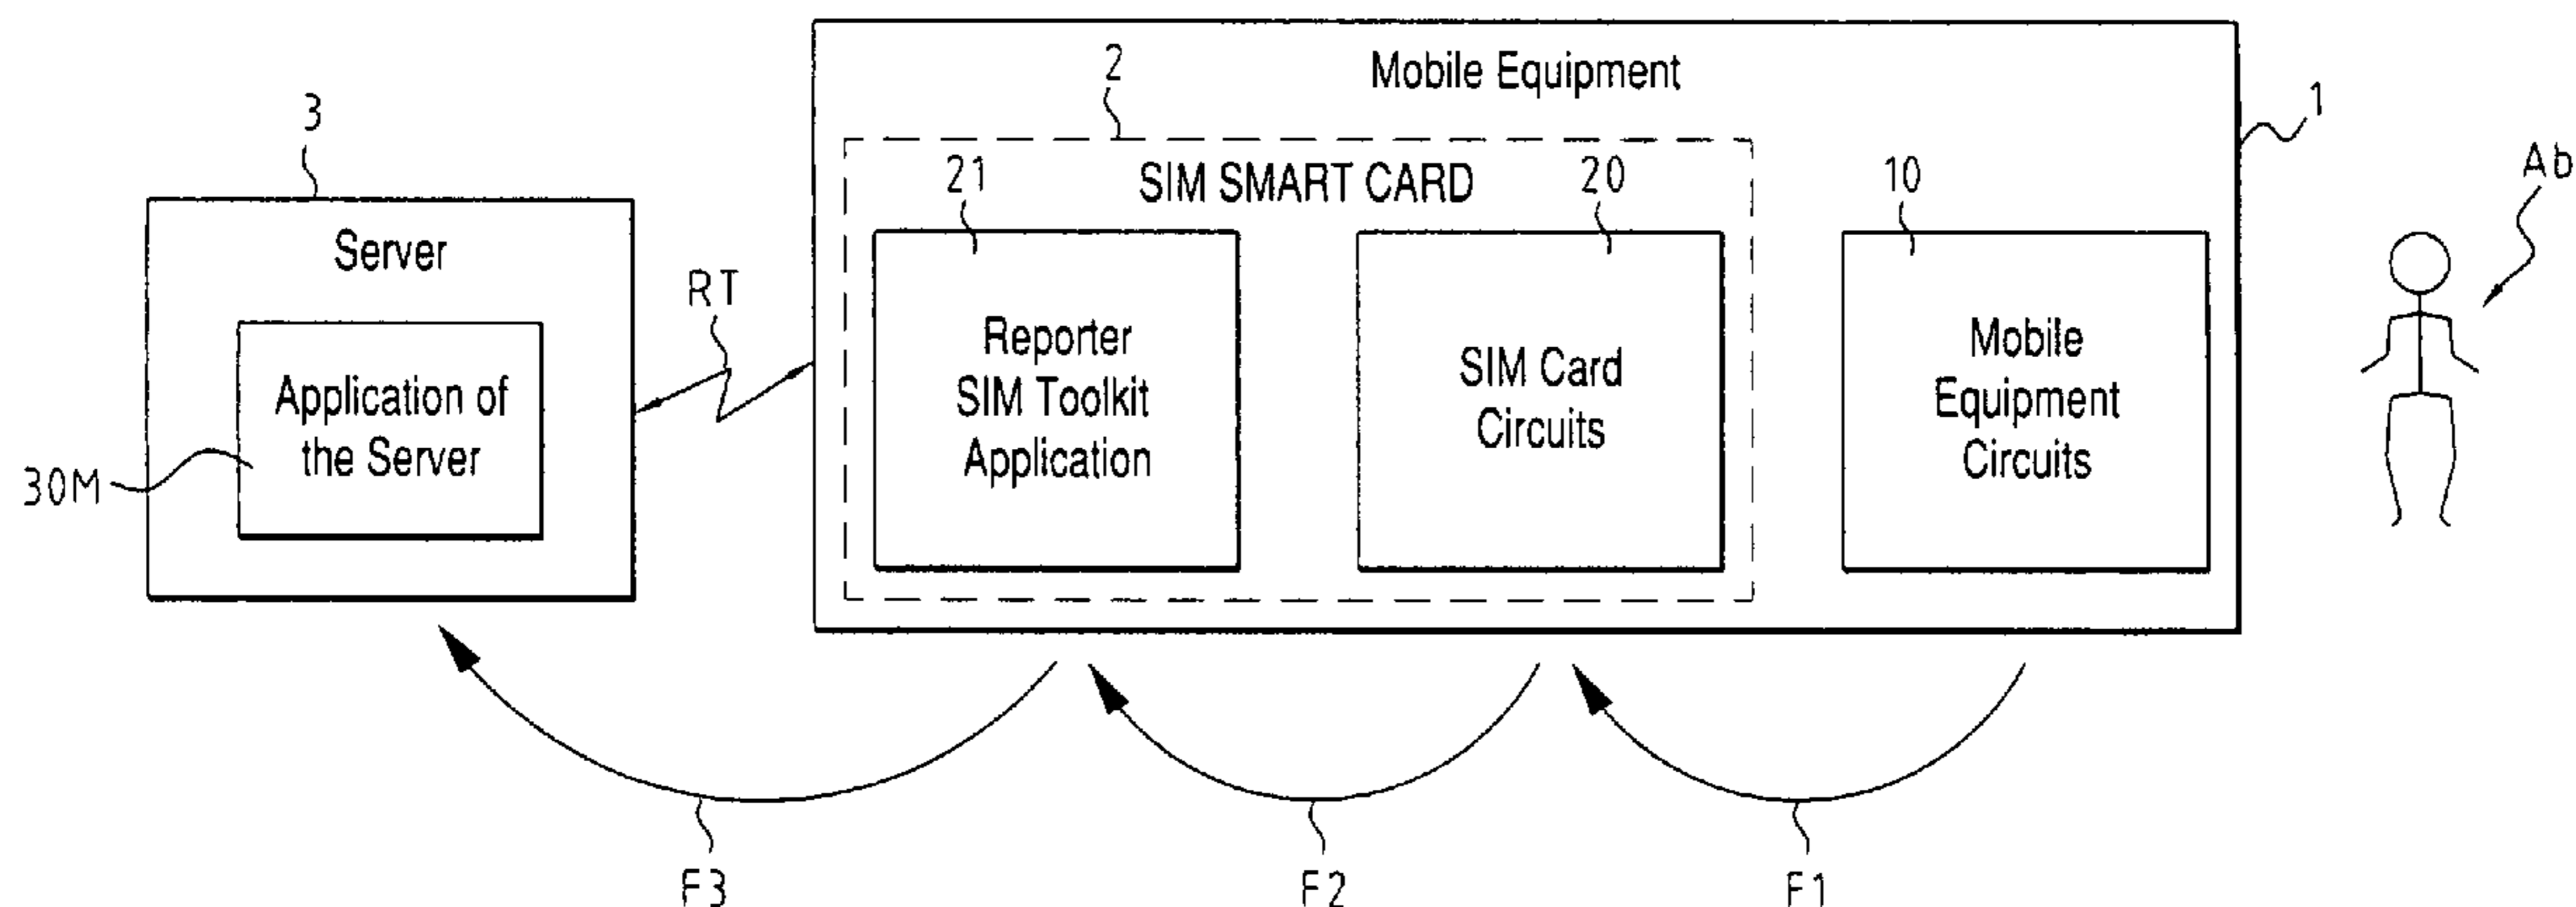 Mobile Equipment
2
1
3
Ab
21
SIM SMART CARD
20
10
Server
RT
Reporter
SIM Toolkit
Application
SIM Card
Circuits
Mobile
Equipment
Circuits
Application of
the Server
30M
F3
F2
F1